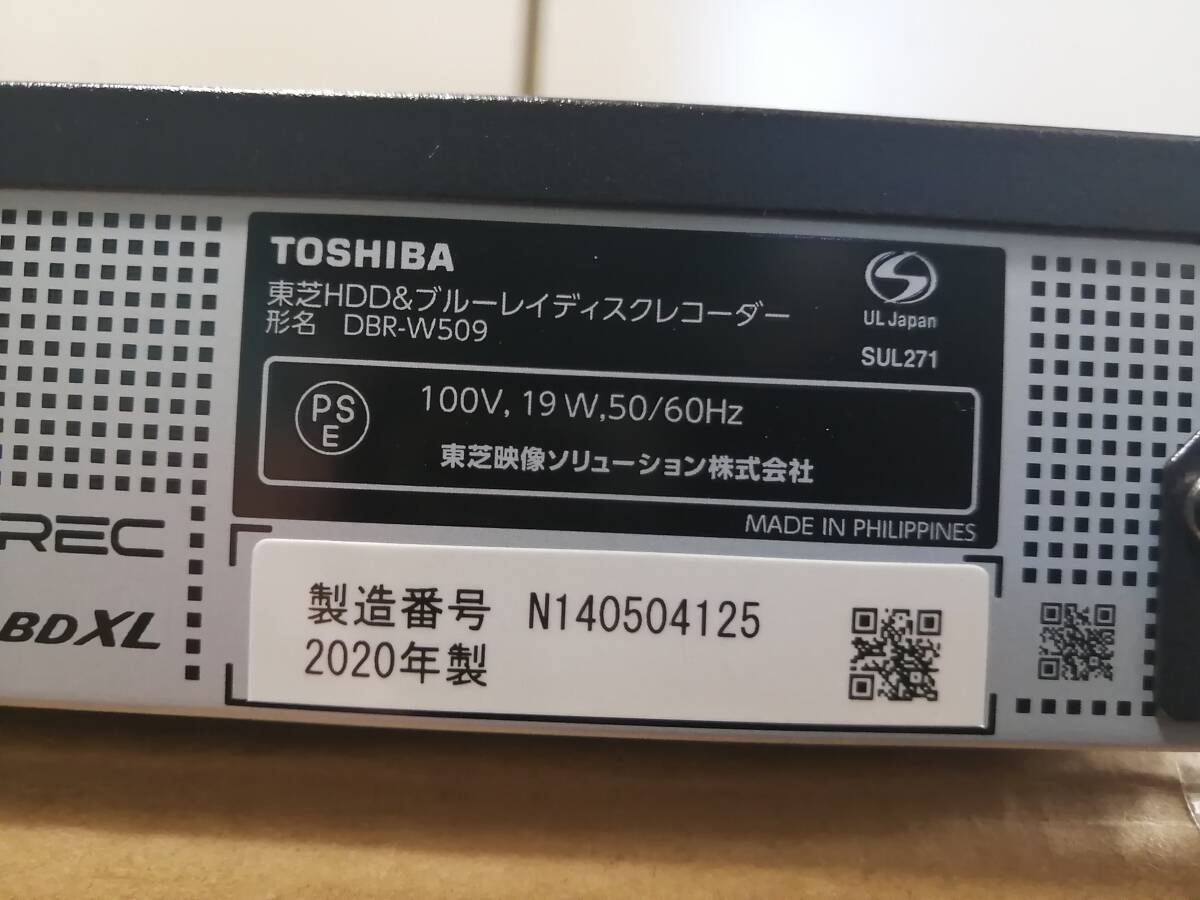 TOSHIBA
東芝HDD&ブルーレイディスクレコーダー
形名 DBR-W509
UL Japan
SUL271
PS
E
100V, 19W,50/60Hz
東芝映像ソリューション株式会社
MADE IN PHILIPPINES
REC
BDXL
製造番号 N140504125
2020年製